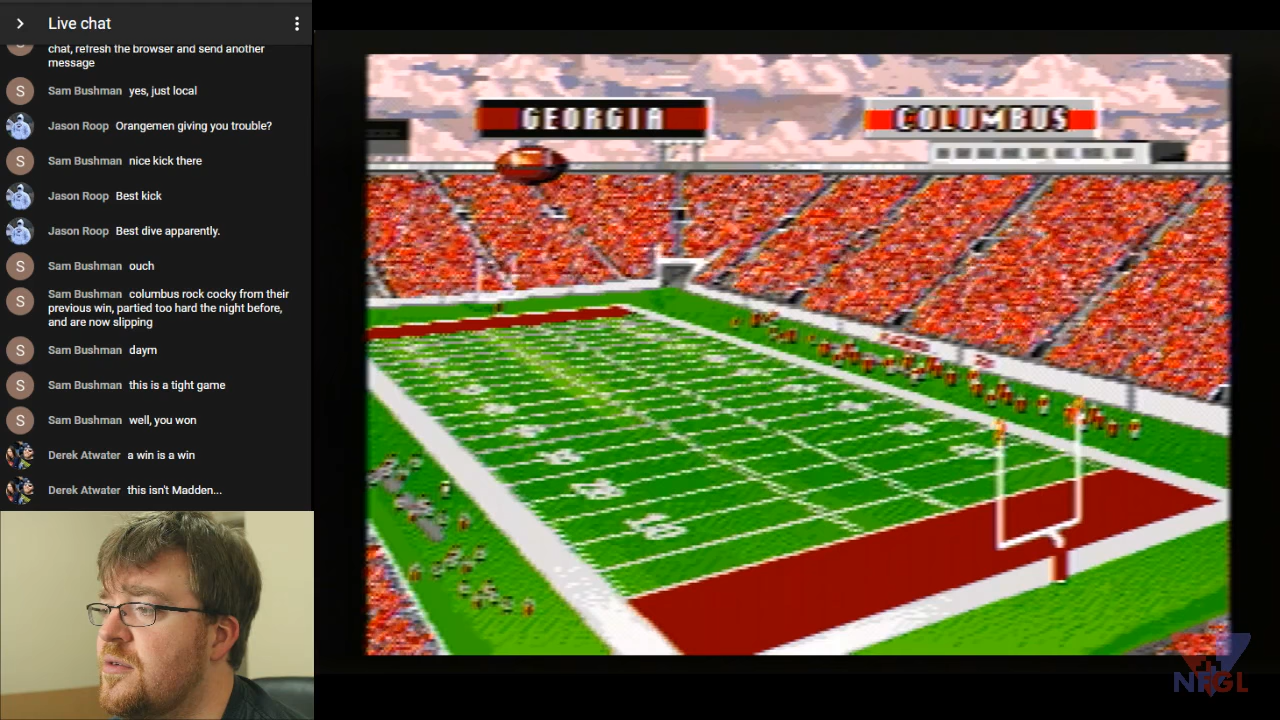 Live chat
chat, refresh the browser and send another
message
Sam Bushman yes, just local
Jason Roop Orangemen giving you trouble?
Sam Bushman nice kick there
Jason Roop Best kick
Jason Roop Best dive apparently.
Sam Bushman ouch
Sam Bushman columbus rock cocky from their
previous win, partied too hard the night before,
and are now slipping
Sam Bushman daym
Sam Bushman this is a tight game
Sam Bushman well, you won
Derek Atwater a win is a win
Derek Atwater this isn't Madden...
S
S
S
S
S
S
S
GEORGIA
COLUMBUS